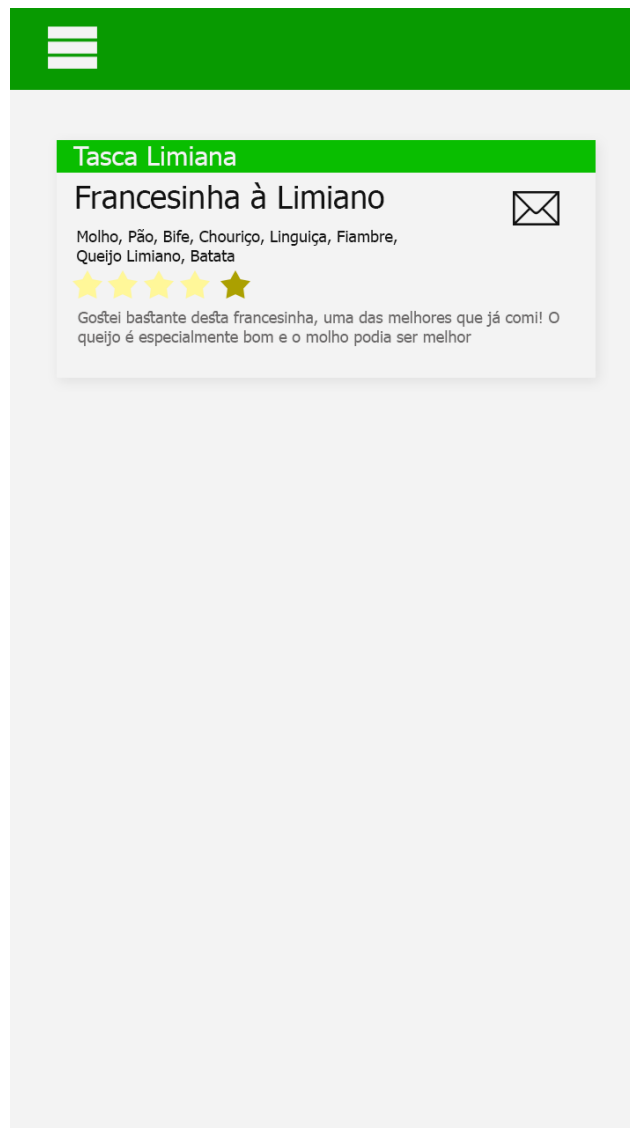 Tasca Limiana
Francesinha à Limiano
Molho, Pão, Bife, Chouriço, Linguiça, Fiambre,
Queijo Limiano, Batata
Gostei bastante desta francesinha, uma das melhores que já comi! O
queijo é especialmente bom e o molho podia ser melhor